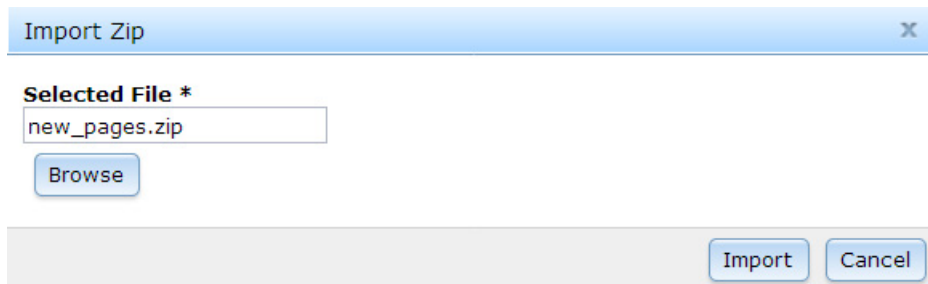 Import Zip x
Selected File *
new_pages.zip
Browse
Import Cancel